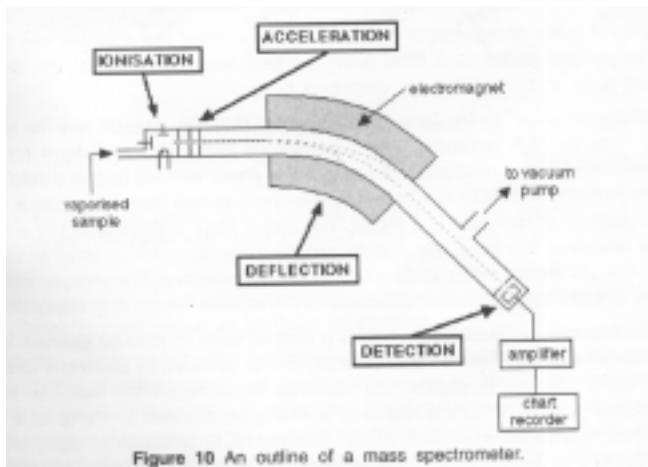 ACCELERATION
IONISATION
electromagnet
to vacuum
pump
vaporised
sample
DEFLECTION
DETECTION
amplifier
chart
recorder
Figure 10 An outline of a mass spectrometer.